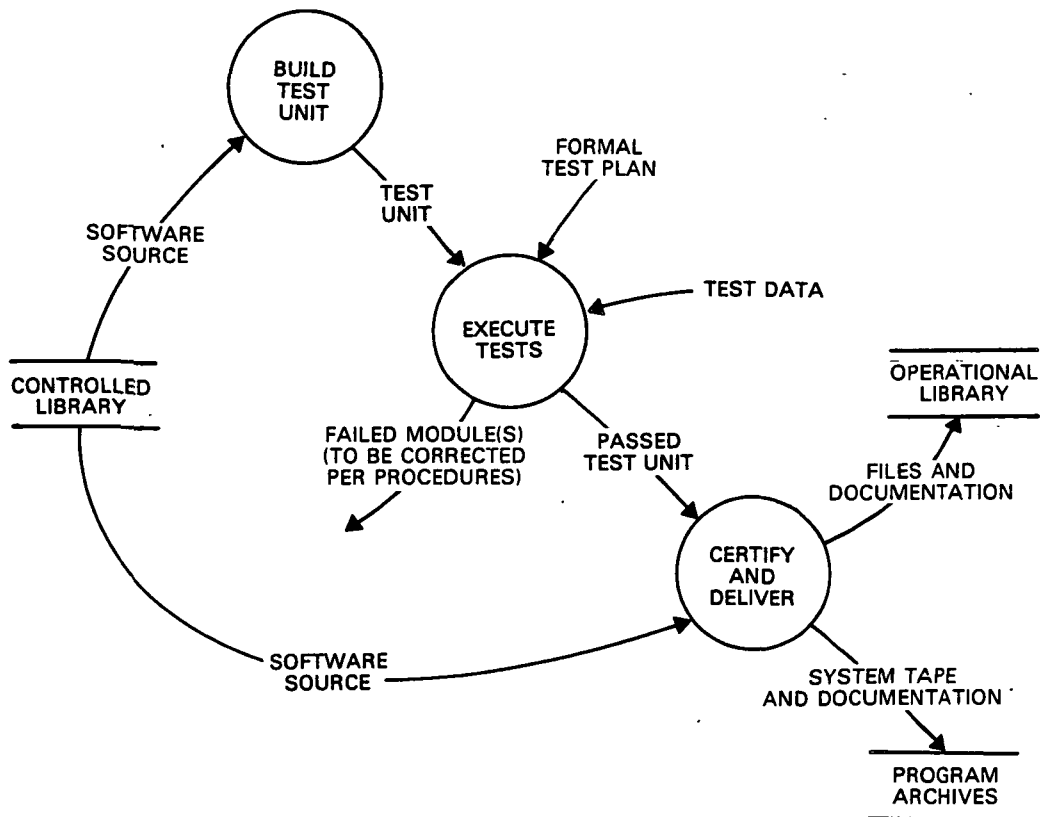 BUILD
TEST
UNIT
FORMAL
TEST PLAN
TEST
UNIT
SOFTWARE
SOURCE
TEST DATA
EXECUTE
TESTS
CONTROLLED
LIBRARY
OPERATIONAL
LIBRARY
FAILED MODULE(S)
(TO BE CORRECTED
PER PROCEDURES)
PASSED
TEST UNIT
FILES AND
DOCUMENTATION
CERTIFY
AND
DELIVER
SOFTWARE
SOURCE
SYSTEM TAPE
AND DOCUMENTATION
PROGRAM
ARCHIVES